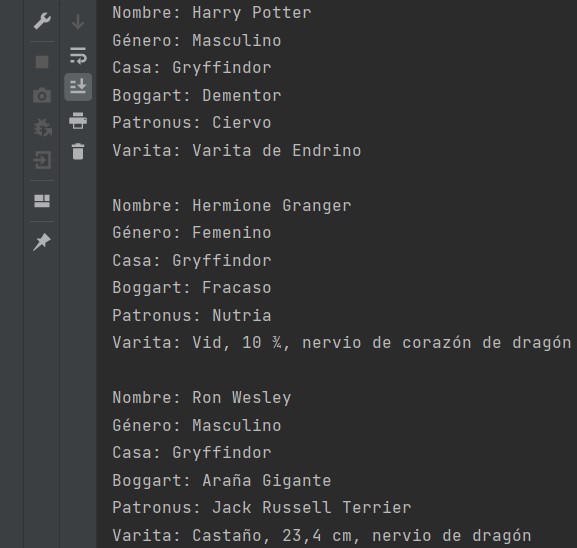 Nombre: Harry Potter
Género: Masculino
Casa: Gryffindor
Boggart: Dementor
Patronus: Ciervo
Varita: Varita de Endrino
Nombre: Hermione Granger
Género: Femenino
Casa: Gryffindor
Boggart: Fracaso
Patronus: Nutria
Varita: Vid, 10 ¾, nervio de corazón de dragón
Nombre: Ron Wesley
Género: Masculino
Casa: Gryffindor
Boggart: Araña Gigante
Patronus: Jack Russell Terrier
Varita: Castaño, 23,4 cm, nervio de dragón